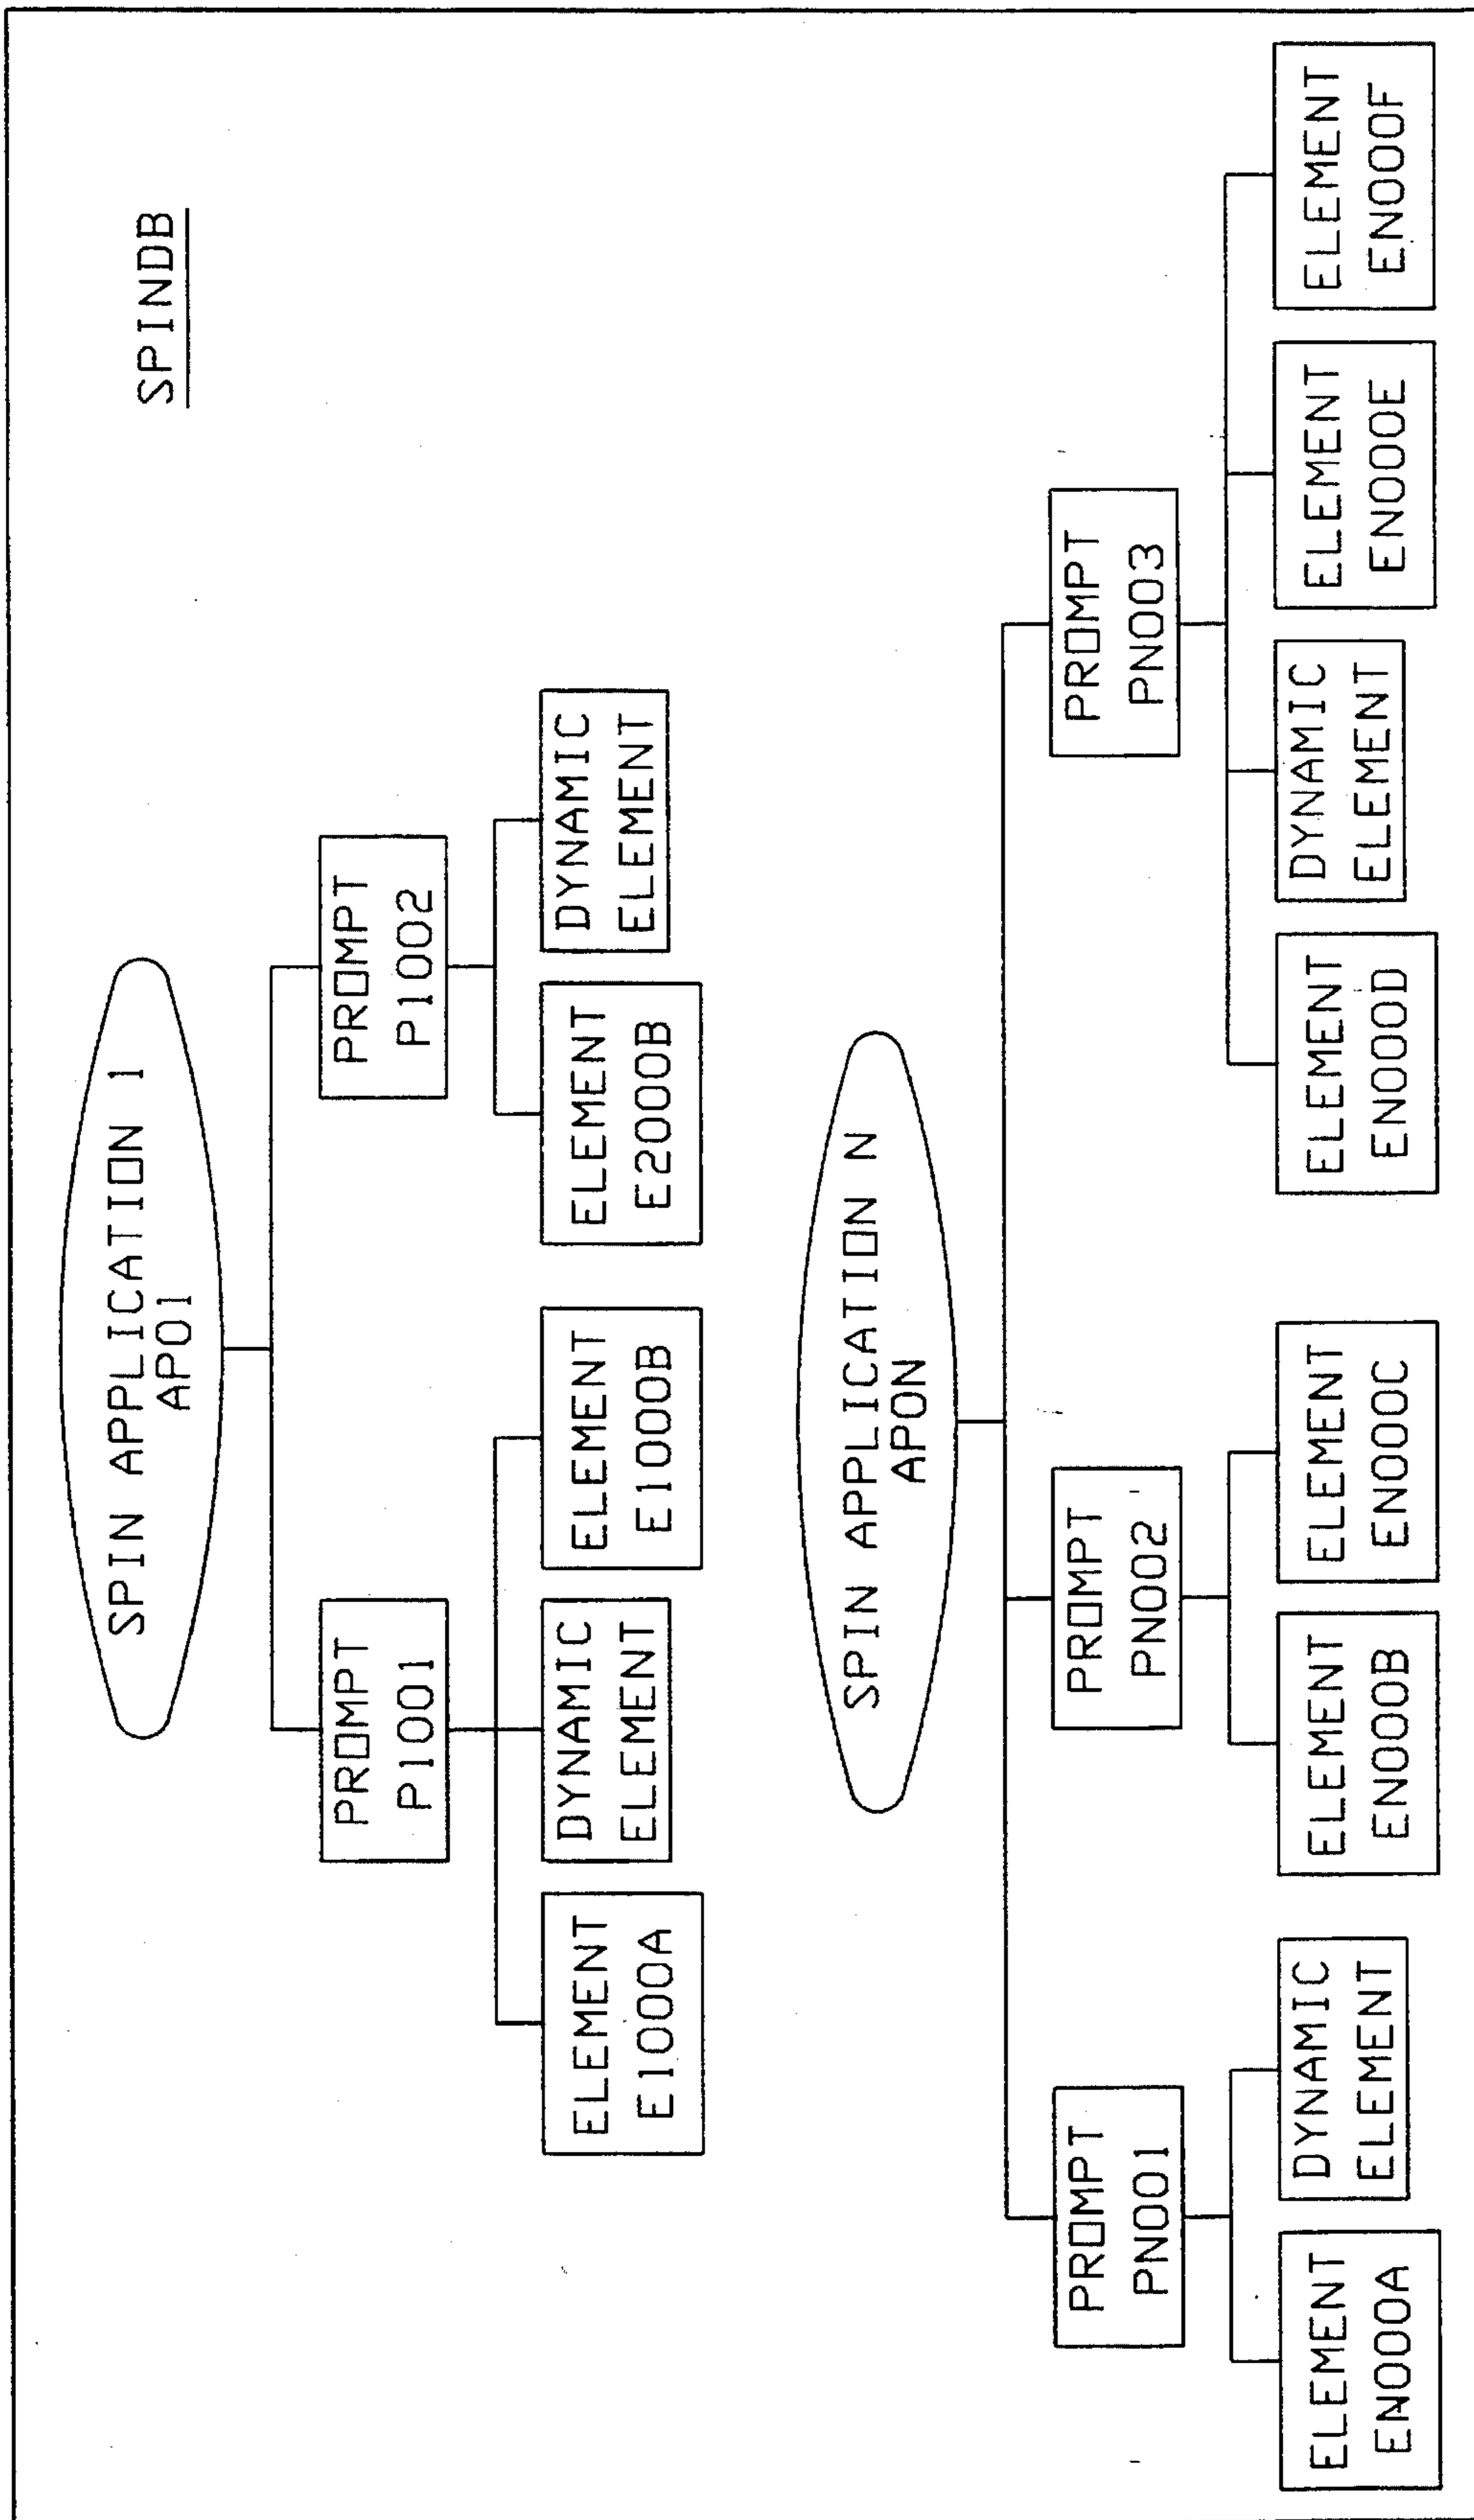 SPINDB
SPIN APPLICATION 1
AP01
PROMPT
P1001
PROMPT
P1002
ELEMENT
E1000A
DYNAMIC
ELEMENT
ELEMENT
E1000B
ELEMENT
E2000B
DYNAMIC
ELEMENT
SPIN APPLICATION N
APON
PROMPT
PN001
PROMPT
PN002
PROMPT
PN003
ELEMENT
EN000A
DYNAMIC
ELEMENT
ELEMENT
EN000B
ELEMENT
EN000C
ELEMENT
EN000D
DYNAMIC
ELEMENT
ELEMENT
EN000E
ELEMENT
EN000F